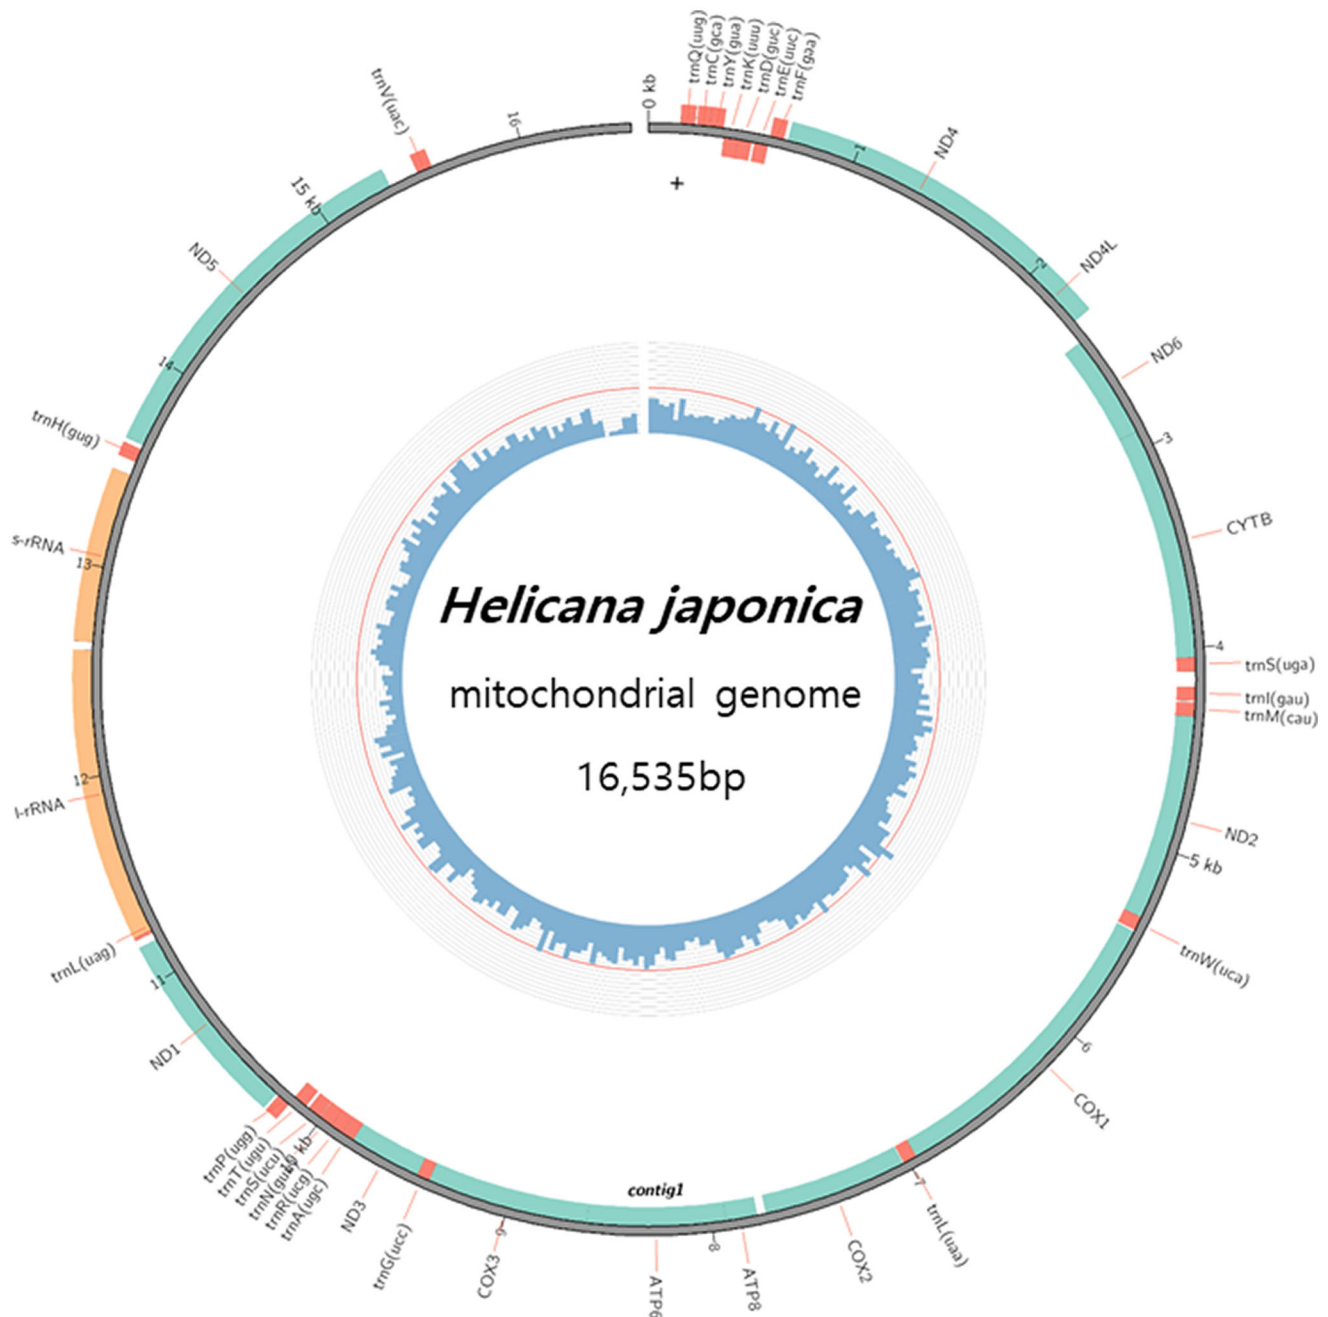 0 kb
trnQ(uug)
trnC(gca)
trnY(gua)
trnK(uuu)
trnD(guc)
trnE(uuc)
trnF(gaa)
1
ND4
2
ND4L
ND6
3
CYTB
4
trnS(uga)
trnI(gau)
trnM(cau)
ND2
5 kb
trnW(uca)
6
COX1
7
trnL(uaa)
COX2
ATP8
8
ATP6
contig1
9
COX3
trnG(ucc)
ND3
trnA(ugc)
trnR(ucg)
kb
trnS(ucu)
trnT(ugu)
trnP(ugg)
ND1
11
trnL(uag)
l-rRNA
12
13
s-rRNA
trnH(gug)
14
ND5
15 kb
trnV(uac)
16
+
Helicana japonica
mitochondrial genome
16,535bp